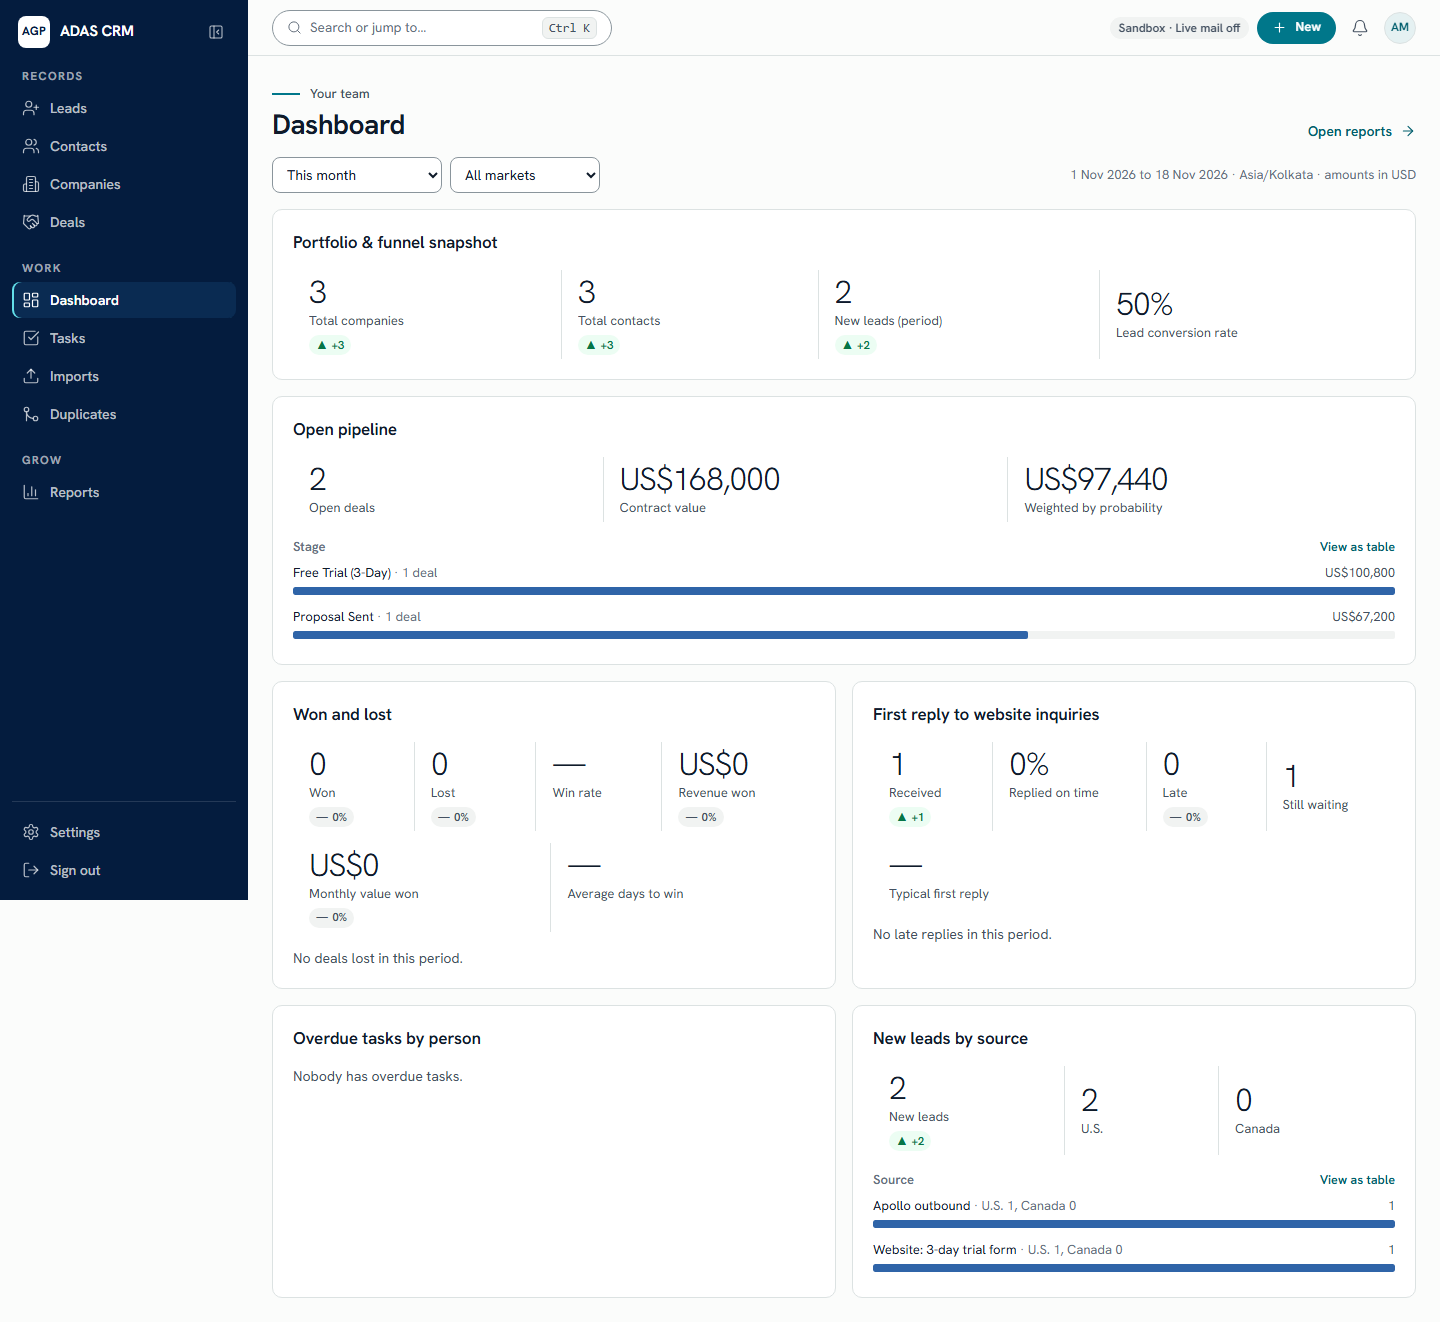 AGP ADAS CRM
RECORDS
Leads
Contacts
Companies
Deals
WORK
Dashboard
Tasks
Imports
Duplicates
GROW
Reports
Settings
Sign out
Search or jump to... Ctrl K
Sandbox · Live mail off
+ New
AM
Your team
Dashboard
Open reports →
This month
All markets
1 Nov 2026 to 18 Nov 2026 · Asia/Kolkata · amounts in USD
Portfolio & funnel snapshot
3
Total companies
▲ +3
3
Total contacts
▲ +3
2
New leads (period)
▲ +2
50%
Lead conversion rate
Open pipeline
2
Open deals
US$168,000
Contract value
US$97,440
Weighted by probability
Stage View as table
Free Trial (3-Day) · 1 deal US$100,800
Proposal Sent · 1 deal US$67,200
Won and lost
0
Won
— 0%
0
Lost
— 0%
—
Win rate
US$0
Revenue won
— 0%
US$0
Monthly value won
— 0%
—
Average days to win
No deals lost in this period.
First reply to website inquiries
1
Received
▲ +1
0%
Replied on time
0
Late
— 0%
1
Still waiting
—
Typical first reply
No late replies in this period.
Overdue tasks by person
Nobody has overdue tasks.
New leads by source
2
New leads
▲ +2
2
U.S.
0
Canada
Source View as table
Apollo outbound · U.S. 1, Canada 0 1
Website: 3-day trial form · U.S. 1, Canada 0 1